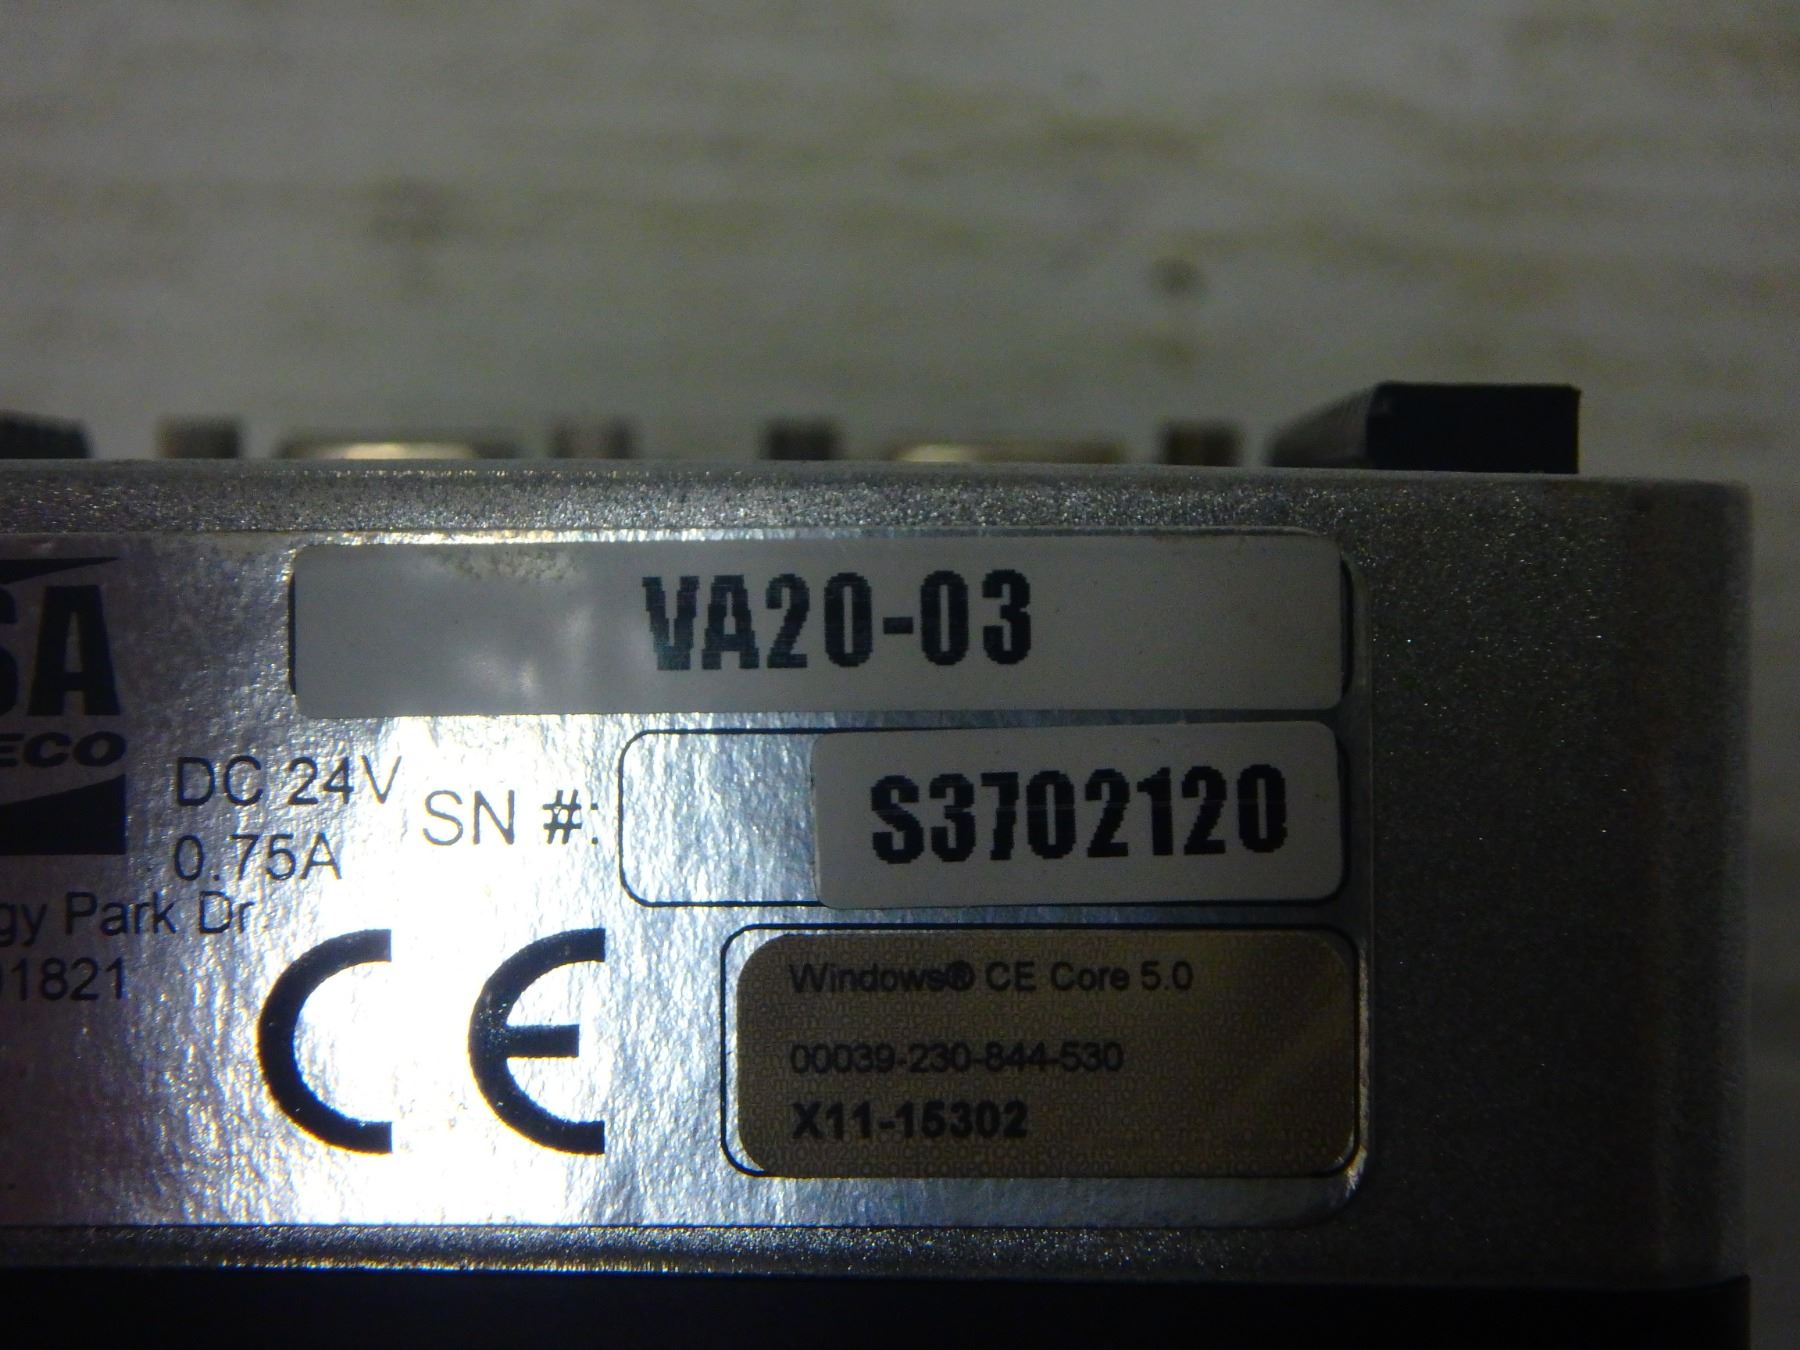 VA20-03
SA
ECO
DC 24V
0.75A
SN #:
S3702120
gy Park Dr.
01821
CE
Windows® CE Core 5.0
00039-230-844-530
X11-15302